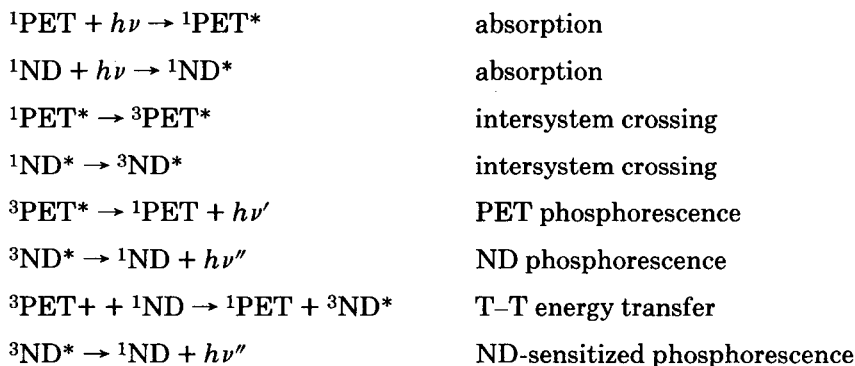 ¹PET + hν → ¹PET* absorption
¹ND + hν → ¹ND* absorption
¹PET* → ³PET* intersystem crossing
¹ND* → ³ND* intersystem crossing
³PET* → ¹PET + hν′ PET phosphorescence
³ND* → ¹ND + hν″ ND phosphorescence
³PET+ + ¹ND → ¹PET + ³ND* T–T energy transfer
³ND* → ¹ND + hν″ ND-sensitized phosphorescence